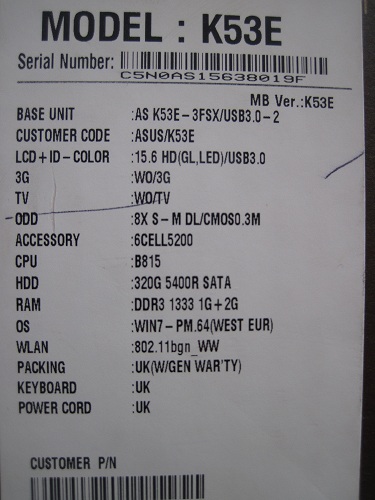 MODEL : K53E
Serial Number:
C5N0AS15638019F
MB Ver.:K53E
BASE UNIT :AS K53E-3FSX/USB3.0-2
CUSTOMER CODE :ASUS/K53E
LCD+ID-COLOR :15.6 HD(GL,LED)/USB3.0
3G :WO/3G
TV :WO/TV
ODD :8X S-M DL/CMOS0.3M
ACCESSORY :6CELL5200
CPU :B815
HDD :320G 5400R SATA
RAM :DDR3 1333 1G+2G
OS :WIN7-PM.64(WEST EUR)
WLAN :802.11bgn_WW
PACKING :UK(W/GEN WAR'TY)
KEYBOARD :UK
POWER CORD :UK
CUSTOMER P/N